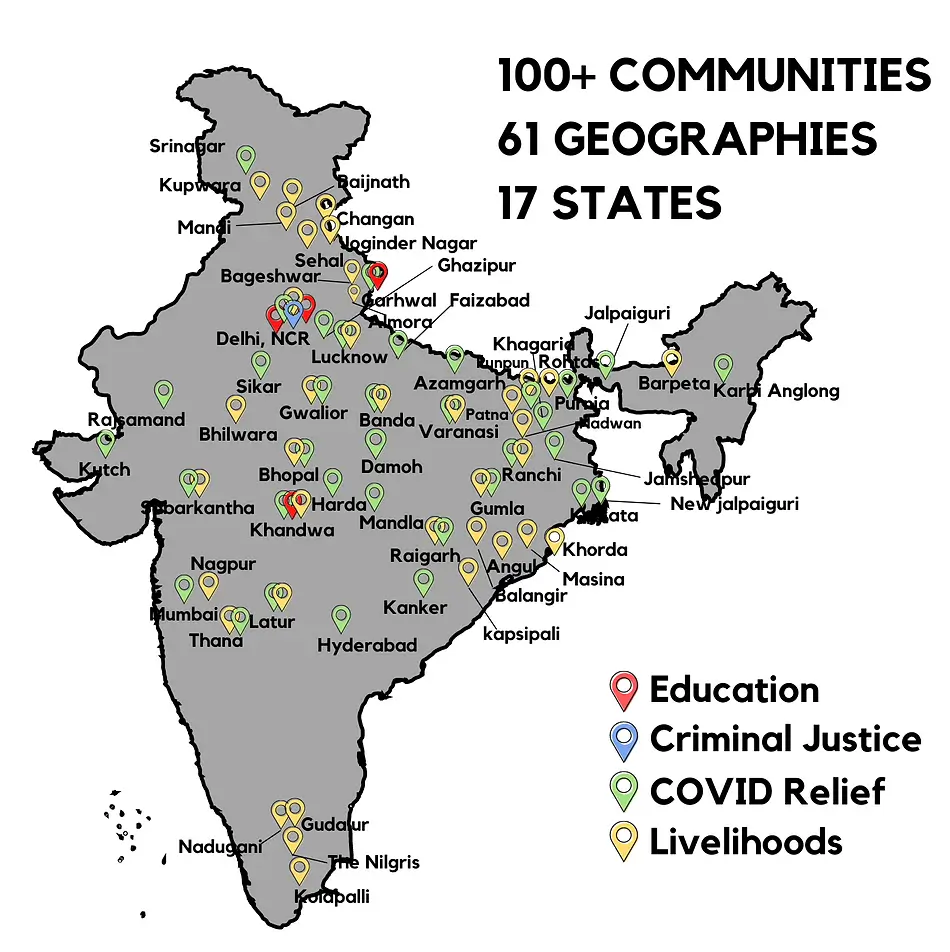 100+ COMMUNITIES
61 GEOGRAPHIES
17 STATES
Srinagar
Kupwara
Baijnath
Mandi
Changan
Joginder Nagar
Sehal
Bageshwar
Ghazipur
Garhwal
Faizabad
Almora
Delhi, NCR
Lucknow
Jalpaiguri
Khagaria
Punpun
Rohtas
Azamgarh
Barpeta
Karbi Anglong
Sikar
Gwalior
Banda
Patna
Purnia
Nadwan
Rajsamand
Bhilwara
Varanasi
Kutch
Bhopal
Damoh
Ranchi
Jamshedpur
Sabarkantha
Harda
Gumla
New jalpaiguri
Khandwa
Mandla
Kolkata
Raigarh
Khorda
Nagpur
Angul
Masina
Balangir
Mumbai
Latur
Kanker
Thana
Hyderabad
kapsipali
Education
Criminal Justice
COVID Relief
Livelihoods
Gudalur
Nadugani
The Nilgris
Kolapalli